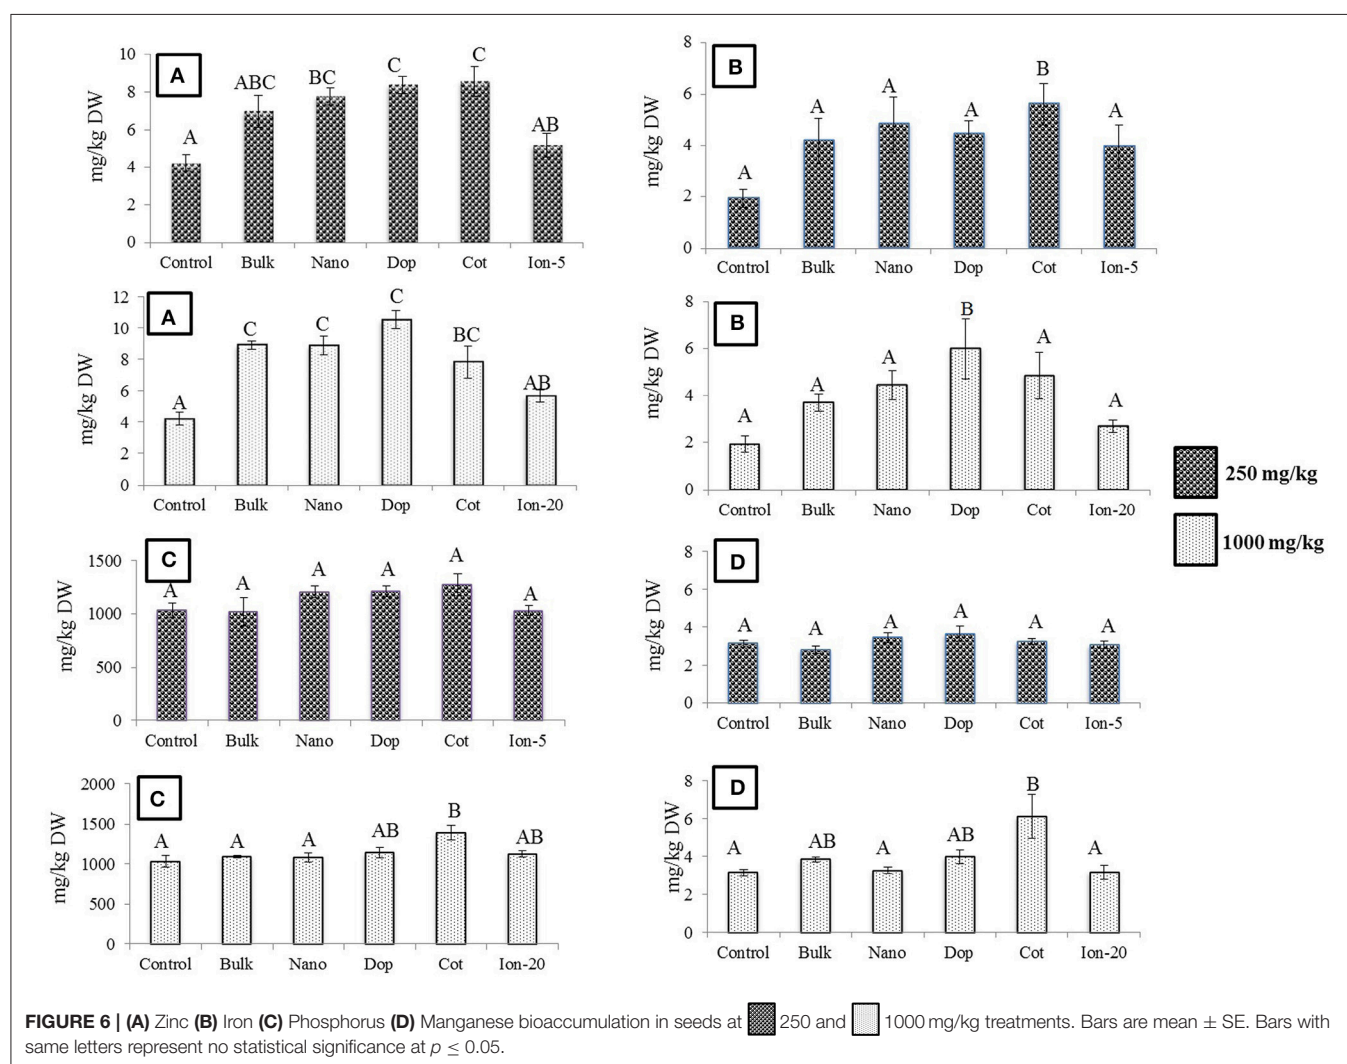 A
10
8
6
4
2
0
mg/kg DW
A
ABC
BC
C
C
AB
Control Bulk Nano Dop Cot Ion-5
B
8
6
4
2
0
mg/kg DW
A
A
A
A
B
A
Control Bulk Nano Dop Cot Ion-5
A
12
10
8
6
4
2
0
mg/kg DW
A
C
C
C
BC
AB
Control Bulk Nano Dop Cot Ion-20
B
8
6
4
2
0
mg/kg DW
A
A
A
B
A
A
Control Bulk Nano Dop Cot Ion-20
250 mg/kg
1000 mg/kg
C
1500
1000
500
0
mg/kg DW
A
A
A
A
A
A
Control Bulk Nano Dop Cot Ion-5
D
8
6
4
2
0
mg/kg DW
A
A
A
A
A
A
Control Bulk Nano Dop Cot Ion-5
C
2000
1500
1000
500
0
mg/kg DW
A
A
A
AB
B
AB
Control Bulk Nano Dop Cot Ion-20
D
8
6
4
2
0
mg/kg DW
A
AB
A
AB
B
A
Control Bulk Nano Dop Cot Ion-20
FIGURE 6 | (A) Zinc (B) Iron (C) Phosphorus (D) Manganese bioaccumulation in seeds at 250 and 1000 mg/kg treatments. Bars are mean ± SE. Bars with
same letters represent no statistical significance at p ≤ 0.05.